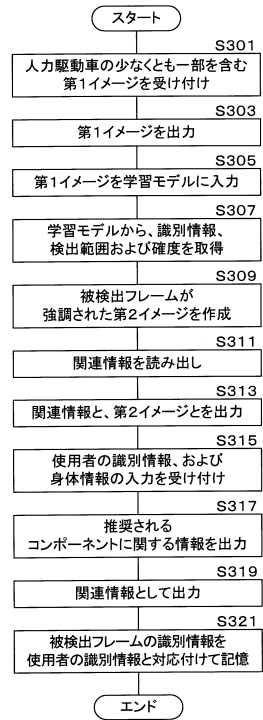 スタート
S301
人力駆動車の少なくとも一部を含む
第1イメージを受け付け
S303
第1イメージを出力
S305
第1イメージを学習モデルに入力
S307
学習モデルから、識別情報、
検出範囲および確度を取得
S309
被検出フレームが
強調された第2イメージを作成
S311
関連情報を読み出し
S313
関連情報と、第2イメージとを出力
S315
使用者の識別情報、および
身体情報の入力を受け付け
S317
推奨される
コンポーネントに関する情報を出力
S319
関連情報として出力
S321
被検出フレームの識別情報を
使用者の識別情報と対応付けて記憶
エンド